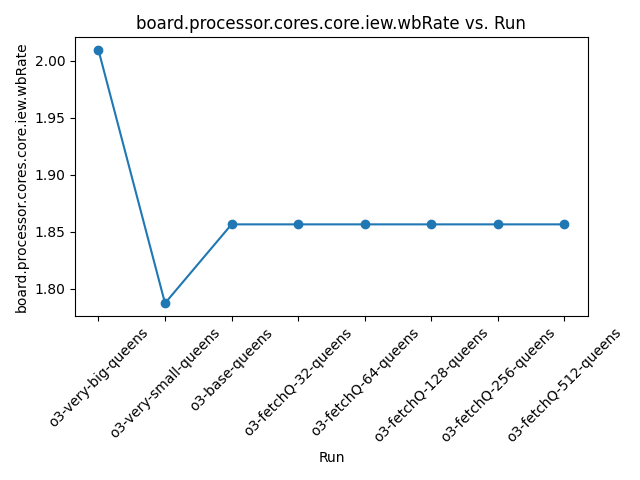 board.processor.cores.core.iew.wbRate vs. Run
board.processor.cores.core.iew.wbRate
2.00
1.95
1.90
1.85
1.80
o3-very-big-queens
o3-very-small-queens
o3-base-queens
o3-fetchQ-32-queens
o3-fetchQ-64-queens
o3-fetchQ-128-queens
o3-fetchQ-256-queens
o3-fetchQ-512-queens
Run